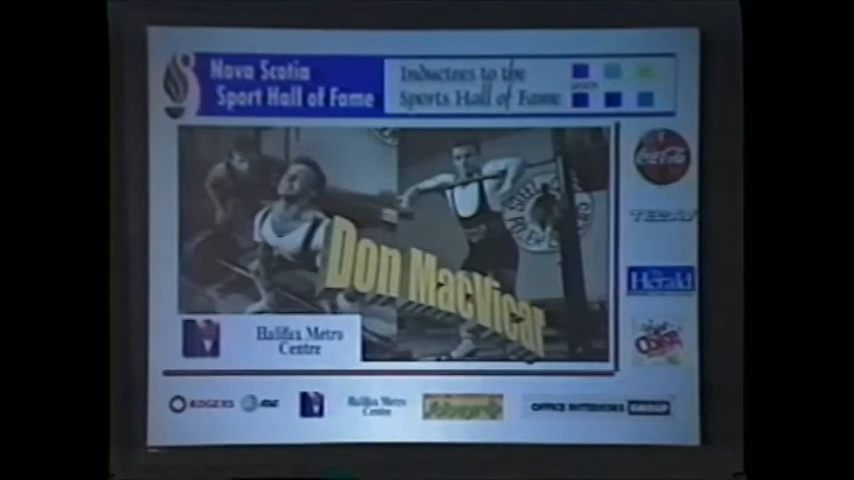 Nova Scotia
Sport Hall of Fame
Inductees to the
Sports Hall of Fame
Coca-Cola
Don MacVicar
Herald
Halifax Metro
Centre
ROGERS
AT&T
Halifax Metro
Centre
OFFICE INTERIORS GROUP